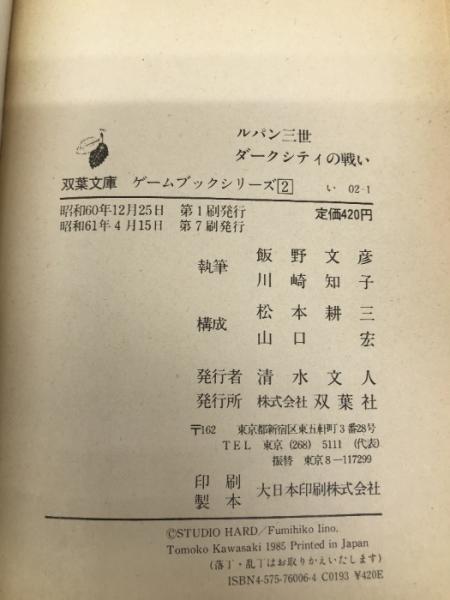 ルパン三世
ダークシティの戦い
双葉文庫 ゲームブックシリーズ2 い 02-1
昭和60年12月25日 第1刷発行 定価420円
昭和61年4月15日 第7刷発行
執筆 飯野文彦
川崎知子
構成 松本耕三
山口宏
発行者 清水文人
発行所 株式会社 双葉社
〒162 東京都新宿区東五軒町3番28号
TEL 東京(268)5111(代表)
振替 東京8-117299
印刷
製本 大日本印刷株式会社
©STUDIO HARD/Fumihiko Iino,
Tomoko Kawasaki 1985 Printed in Japan
(落丁・乱丁はお取りかえいたします)
ISBN4-575-76006-4 C0193 ¥420E